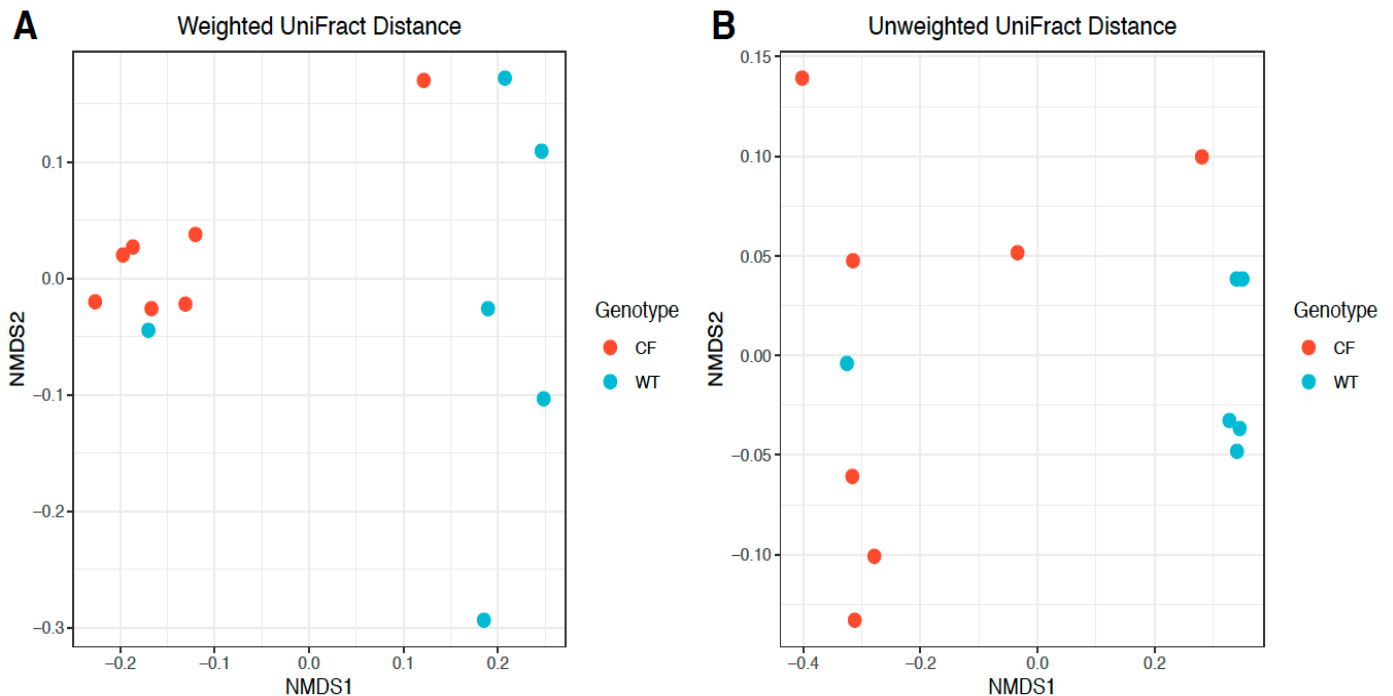 A
Weighted UniFract Distance
0.1
0.0
−0.1
−0.2
−0.3
NMDS2
−0.2
−0.1
0.0
0.1
0.2
NMDS1
Genotype
CF
WT
B
Unweighted UniFract Distance
0.15
0.10
0.05
0.00
−0.05
−0.10
NMDS2
−0.4
−0.2
0.0
0.2
NMDS1
Genotype
CF
WT